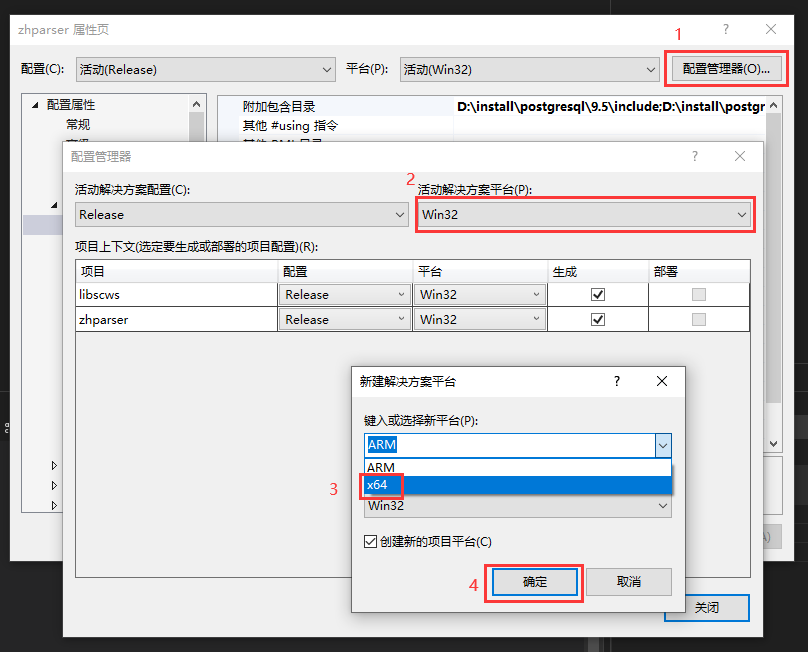 zhparser 属性页
1
配置(C):
活动(Release)
平台(P):
活动(Win32)
配置管理器(O)...
配置属性
常规
附加包含目录
D:\install\postgresql\9.5\include;D:\install\postgr
其他 #using 指令
配置管理器
活动解决方案配置(C):
2
活动解决方案平台(P):
Release
Win32
项目上下文(选定要生成或部署的项目配置)(R):
项目 配置 平台 生成 部署
libscws Release Win32
zhparser Release Win32
新建解决方案平台
键入或选择新平台(P):
ARM
ARM
3
x64
Win32
创建新的项目平台(C)
4
确定
取消
关闭